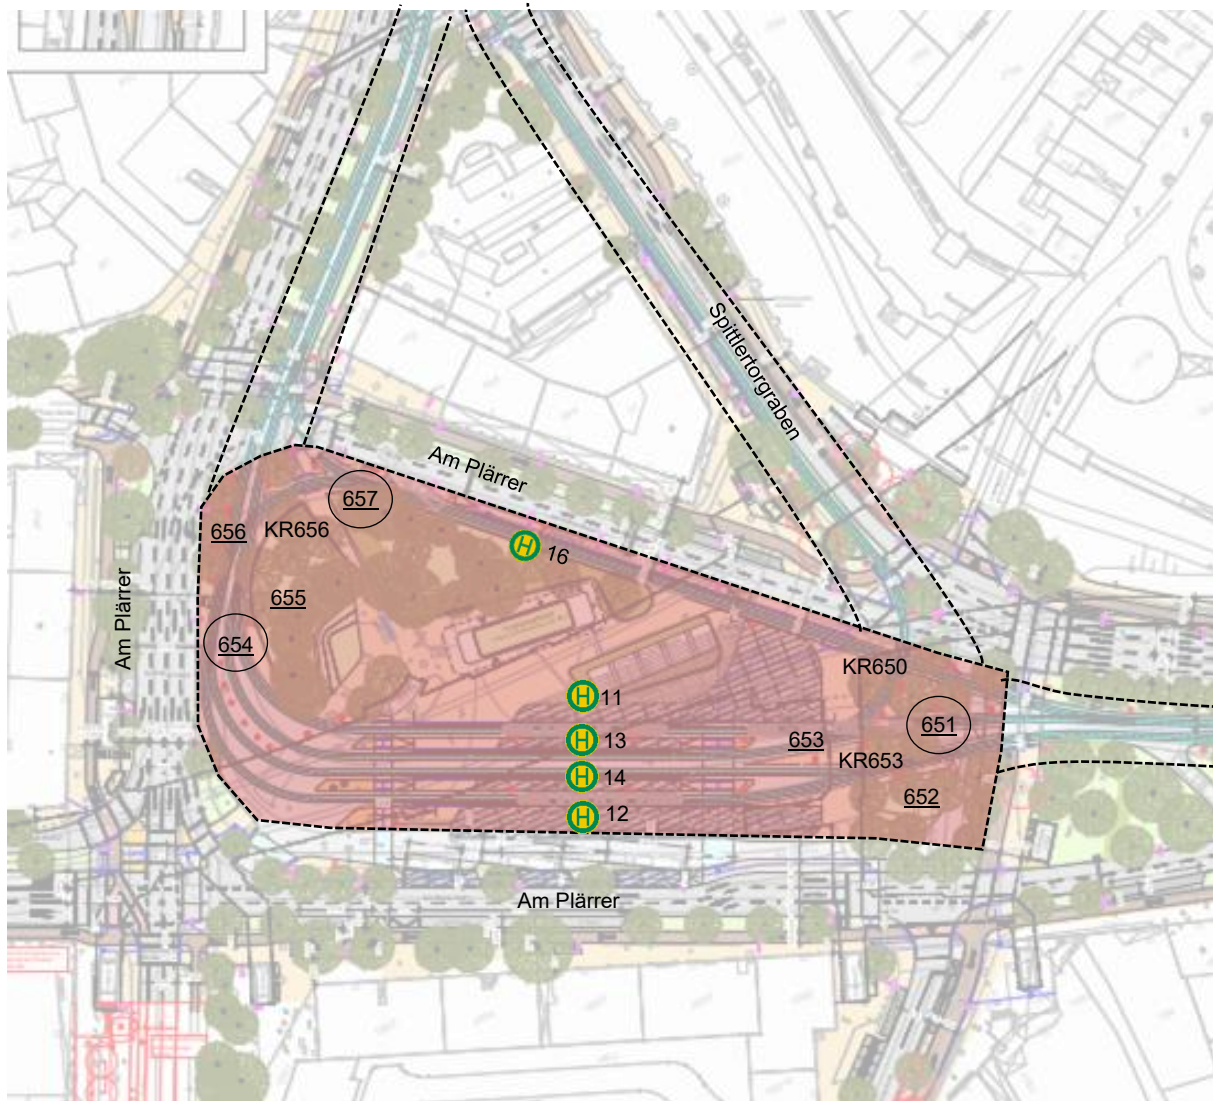 Spittlertorgraben
Am Plärrer
657
656
KR656
H 16
655
Am Plärrer
654
KR650
H 11
651
H 13
653
KR653
H 14
652
H 12
Am Plärrer